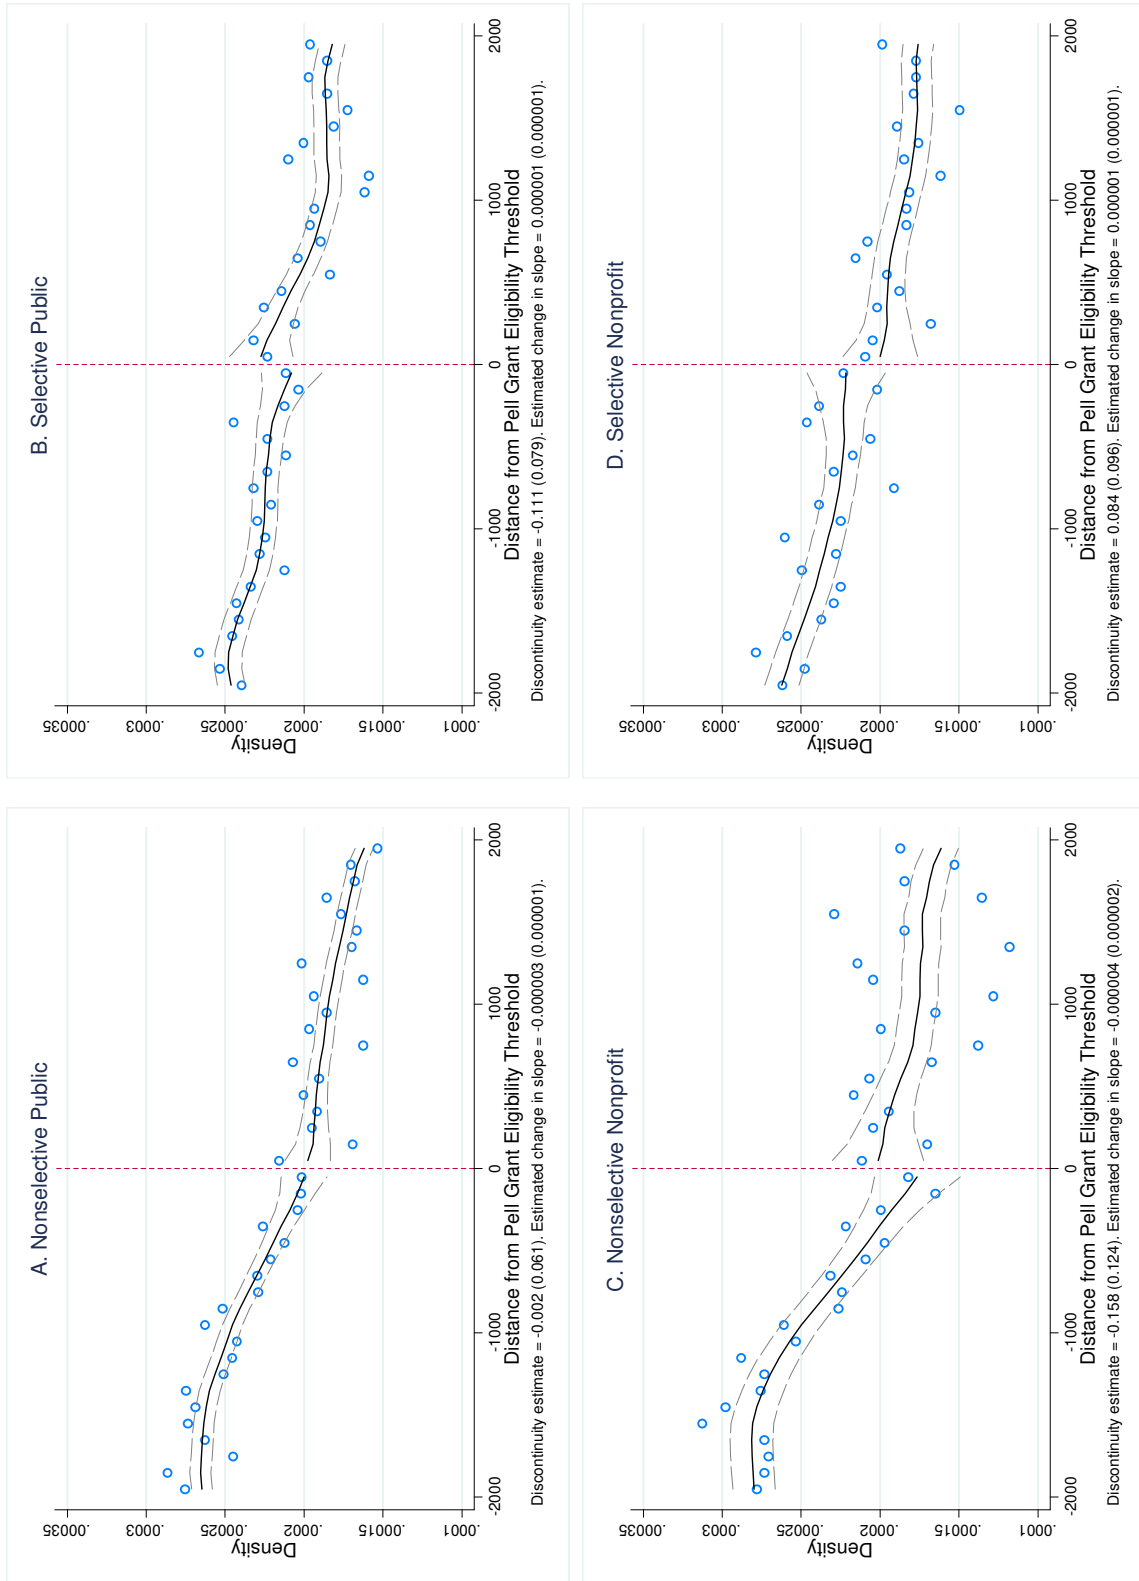 A. Nonselective Public
Density
.00035
.0003
.00025
.0002
.00015
.0001
-2000 -1000 0 1000 2000
Distance from Pell Grant Eligibility Threshold
Discontinuity estimate = -0.002 (0.061). Estimated change in slope = -0.000003 (0.000001).
B. Selective Public
Density
.00035
.0003
.00025
.0002
.00015
.0001
-2000 -1000 0 1000 2000
Distance from Pell Grant Eligibility Threshold
Discontinuity estimate = -0.111 (0.079). Estimated change in slope = 0.000001 (0.000001).
C. Nonselective Nonprofit
Density
.00035
.0003
.00025
.0002
.00015
.0001
-2000 -1000 0 1000 2000
Distance from Pell Grant Eligibility Threshold
Discontinuity estimate = -0.158 (0.124). Estimated change in slope = -0.000004 (0.000002).
D. Selective Nonprofit
Density
.00035
.0003
.00025
.0002
.00015
.0001
-2000 -1000 0 1000 2000
Distance from Pell Grant Eligibility Threshold
Discontinuity estimate = 0.084 (0.096). Estimated change in slope = 0.000001 (0.000001).